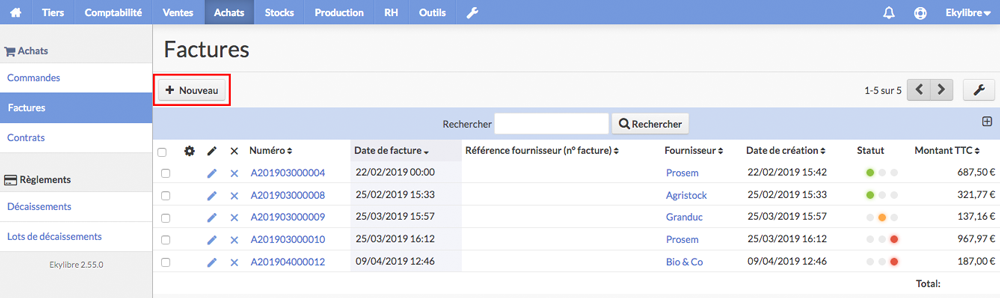 Tiers Comptabilité Ventes Achats Stocks Production RH Outils Ekylibre
Achats
Commandes
Factures
Contrats
Règlements
Décaissements
Lots de décaissements
Ekylibre 2.55.0
Factures
+ Nouveau
1-5 sur 5
Rechercher Rechercher
Numéro Date de facture Référence fournisseur (n° facture) Fournisseur Date de création Statut Montant TTC
A201903000004 22/02/2019 00:00 Prosem 22/02/2019 15:42 687,50 €
A201903000008 25/02/2019 15:33 Agristock 25/02/2019 15:33 321,77 €
A201903000009 25/03/2019 15:57 Granduc 25/03/2019 15:57 137,16 €
A201903000010 25/03/2019 16:12 Prosem 25/03/2019 16:12 967,97 €
A201904000012 09/04/2019 12:46 Bio & Co 09/04/2019 12:46 187,00 €
Total: